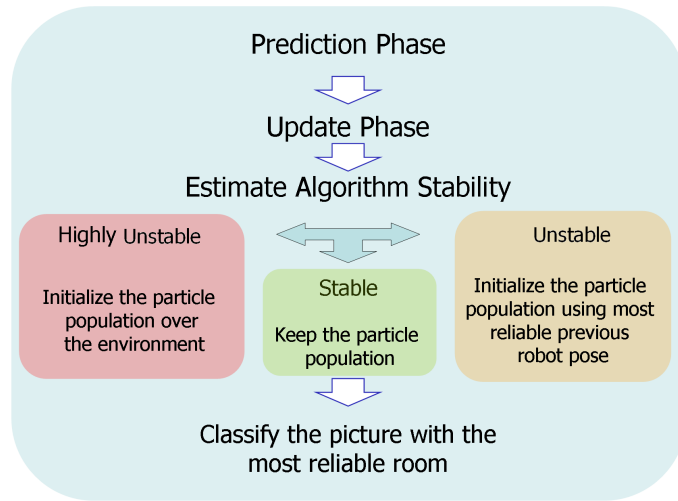 Prediction Phase
Update Phase
Estimate Algorithm Stability
Highly Unstable
Initialize the particle
population over
the environment
Stable
Keep the particle
population
Unstable
Initialize the particle
population using most
reliable previous
robot pose
Classify the picture with the
most reliable room